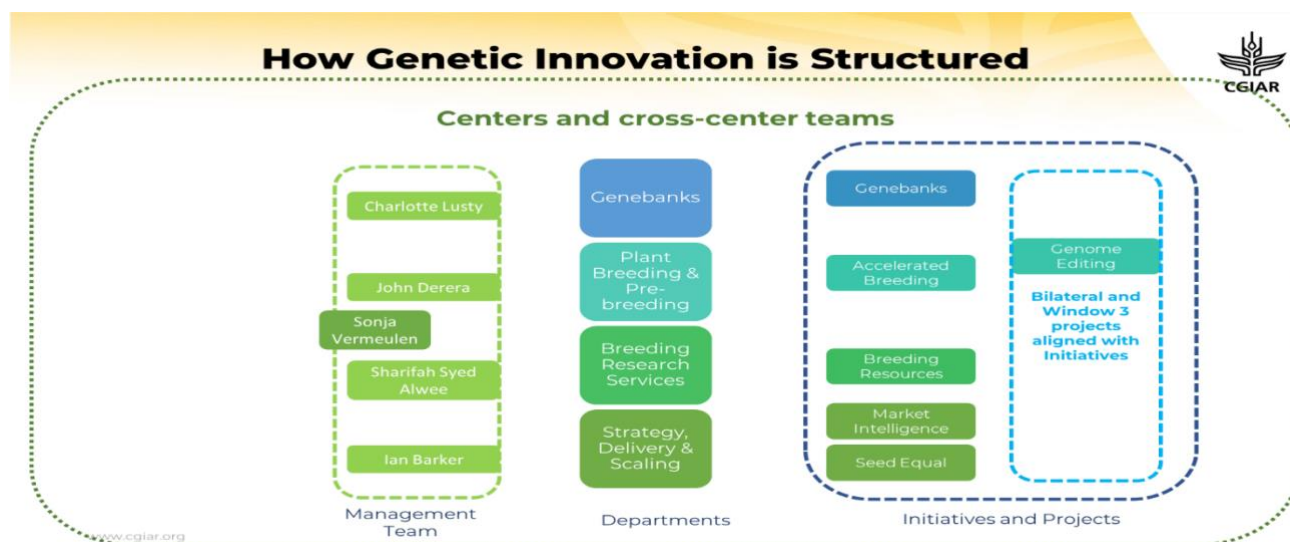 How Genetic Innovation is Structured
CGIAR
Centers and cross-center teams
Charlotte Lusty
John Derera
Sonja
Vermeulen
Sharifah Syed
Alwee
Ian Barker
Management
Team
Genebanks
Plant
Breeding &
Pre-
breeding
Breeding
Research
Services
Strategy,
Delivery &
Scaling
Departments
Genebanks
Accelerated
Breeding
Breeding
Resources
Market
Intelligence
Seed Equal
Genome
Editing
Bilateral and
Window 3
projects
aligned with
Initiatives
Initiatives and Projects
www.cgiar.org